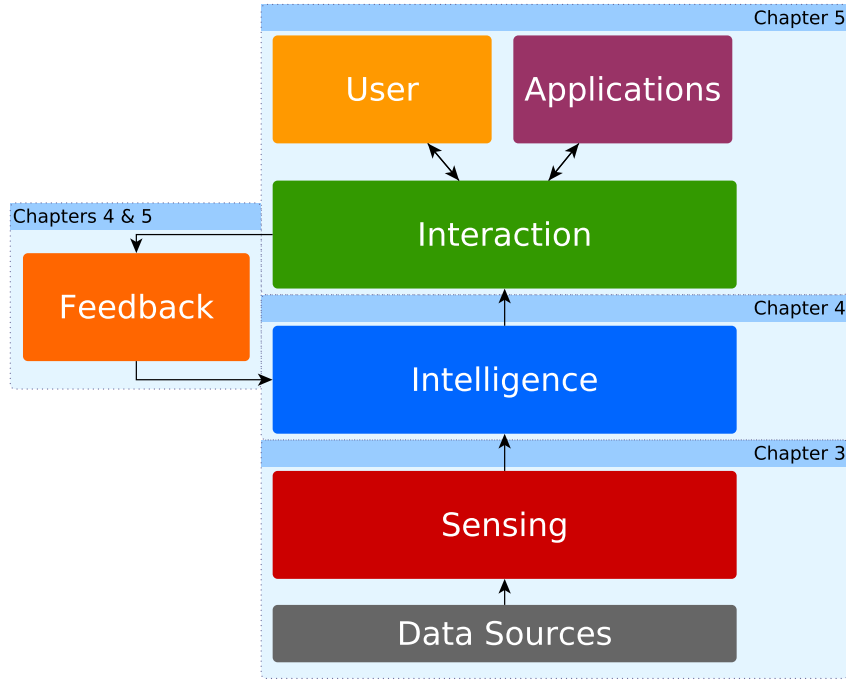 Chapter 5
User
Applications
Chapters 4 & 5
Interaction
Feedback
Chapter 4
Intelligence
Chapter 3
Sensing
Data Sources